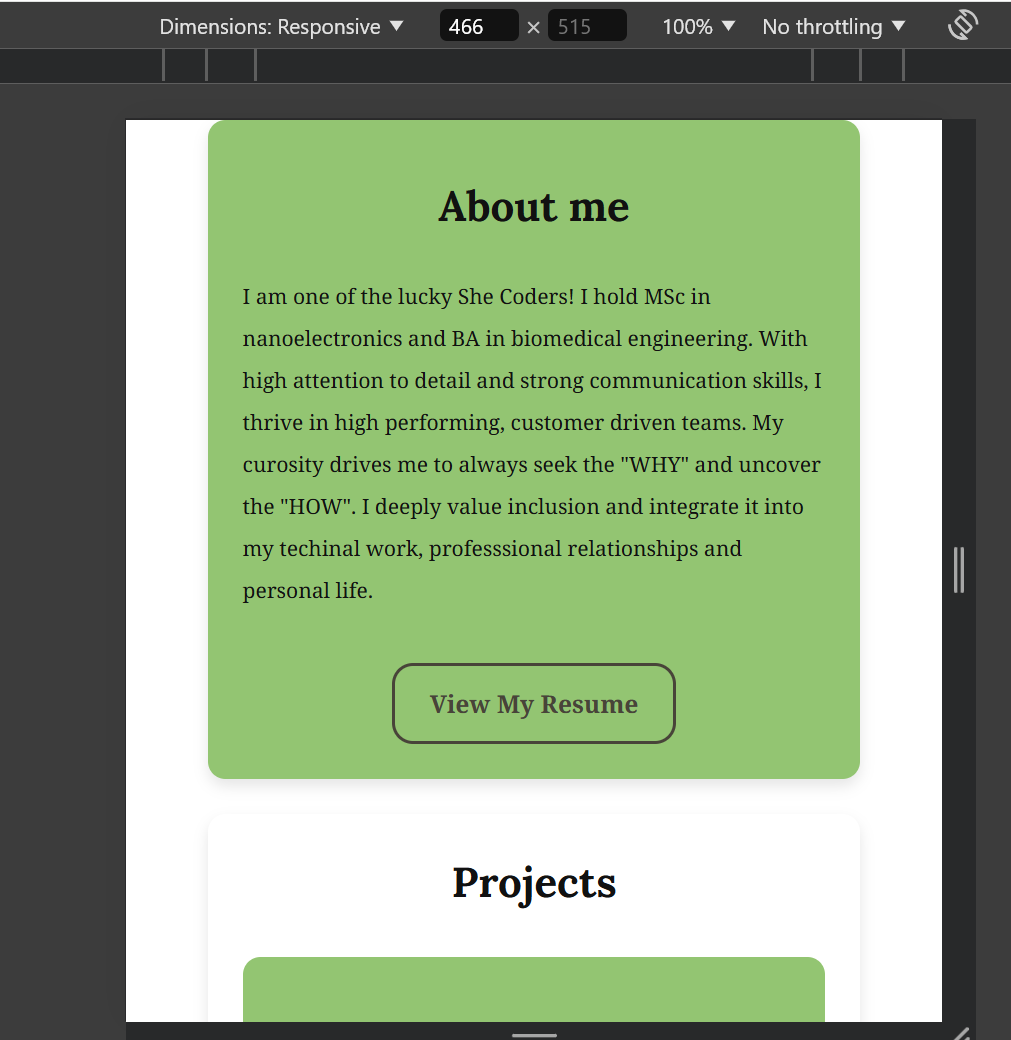 Dimensions: Responsive ▼ 466 × 515 100% ▼ No throttling ▼
About me
I am one of the lucky She Coders! I hold MSc in
nanoelectronics and BA in biomedical engineering. With
high attention to detail and strong communication skills, I
thrive in high performing, customer driven teams. My
curosity drives me to always seek the "WHY" and uncover
the "HOW". I deeply value inclusion and integrate it into
my techinal work, professsional relationships and
personal life.
View My Resume
Projects